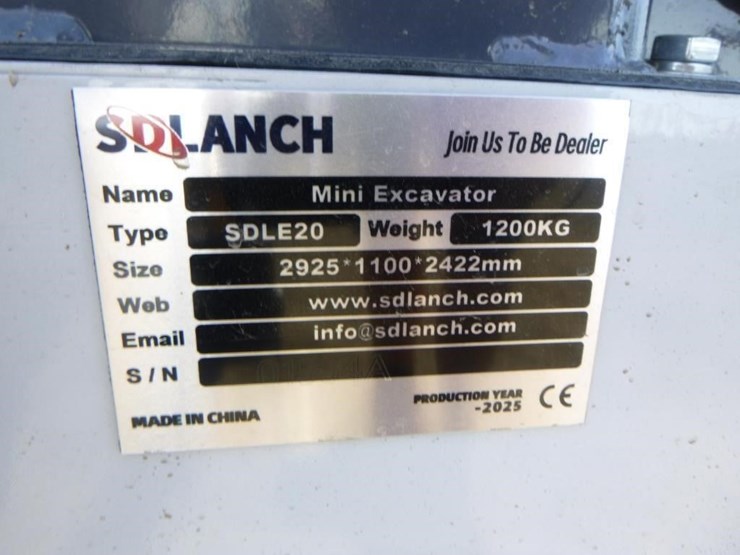 SDLANCH
Join Us To Be Dealer
Name Mini Excavator
Type SDLE20 Weight 1200KG
Size 2925*1100*2422mm
Web www.sdlanch.com
Email info@sdlanch.com
S / N
MADE IN CHINA
PRODUCTION YEAR
-2025 CE